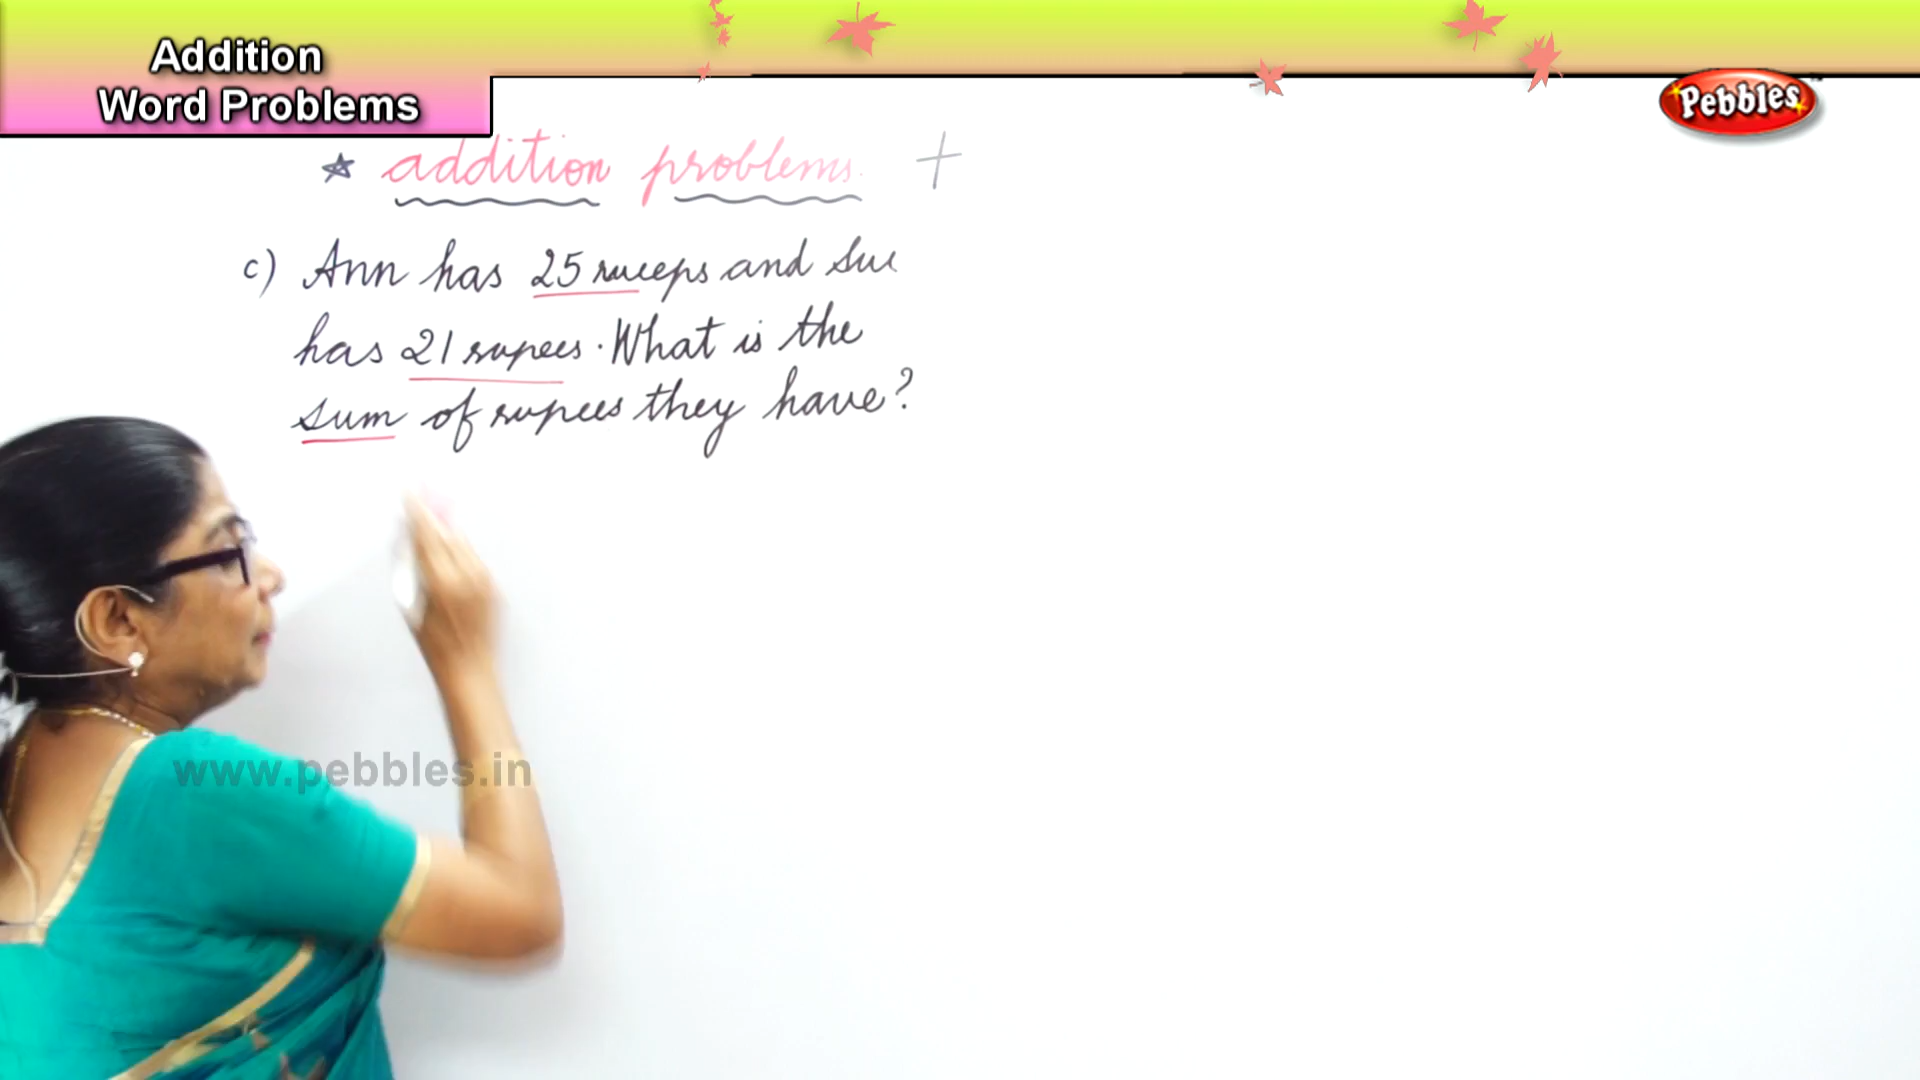 Addition
Word Problems
Pebbles
addition problems. +
c) Ann has 25 ruceps and Sue
has 21 rupees. What is the
sum of rupees they have?
www.pebbles.in